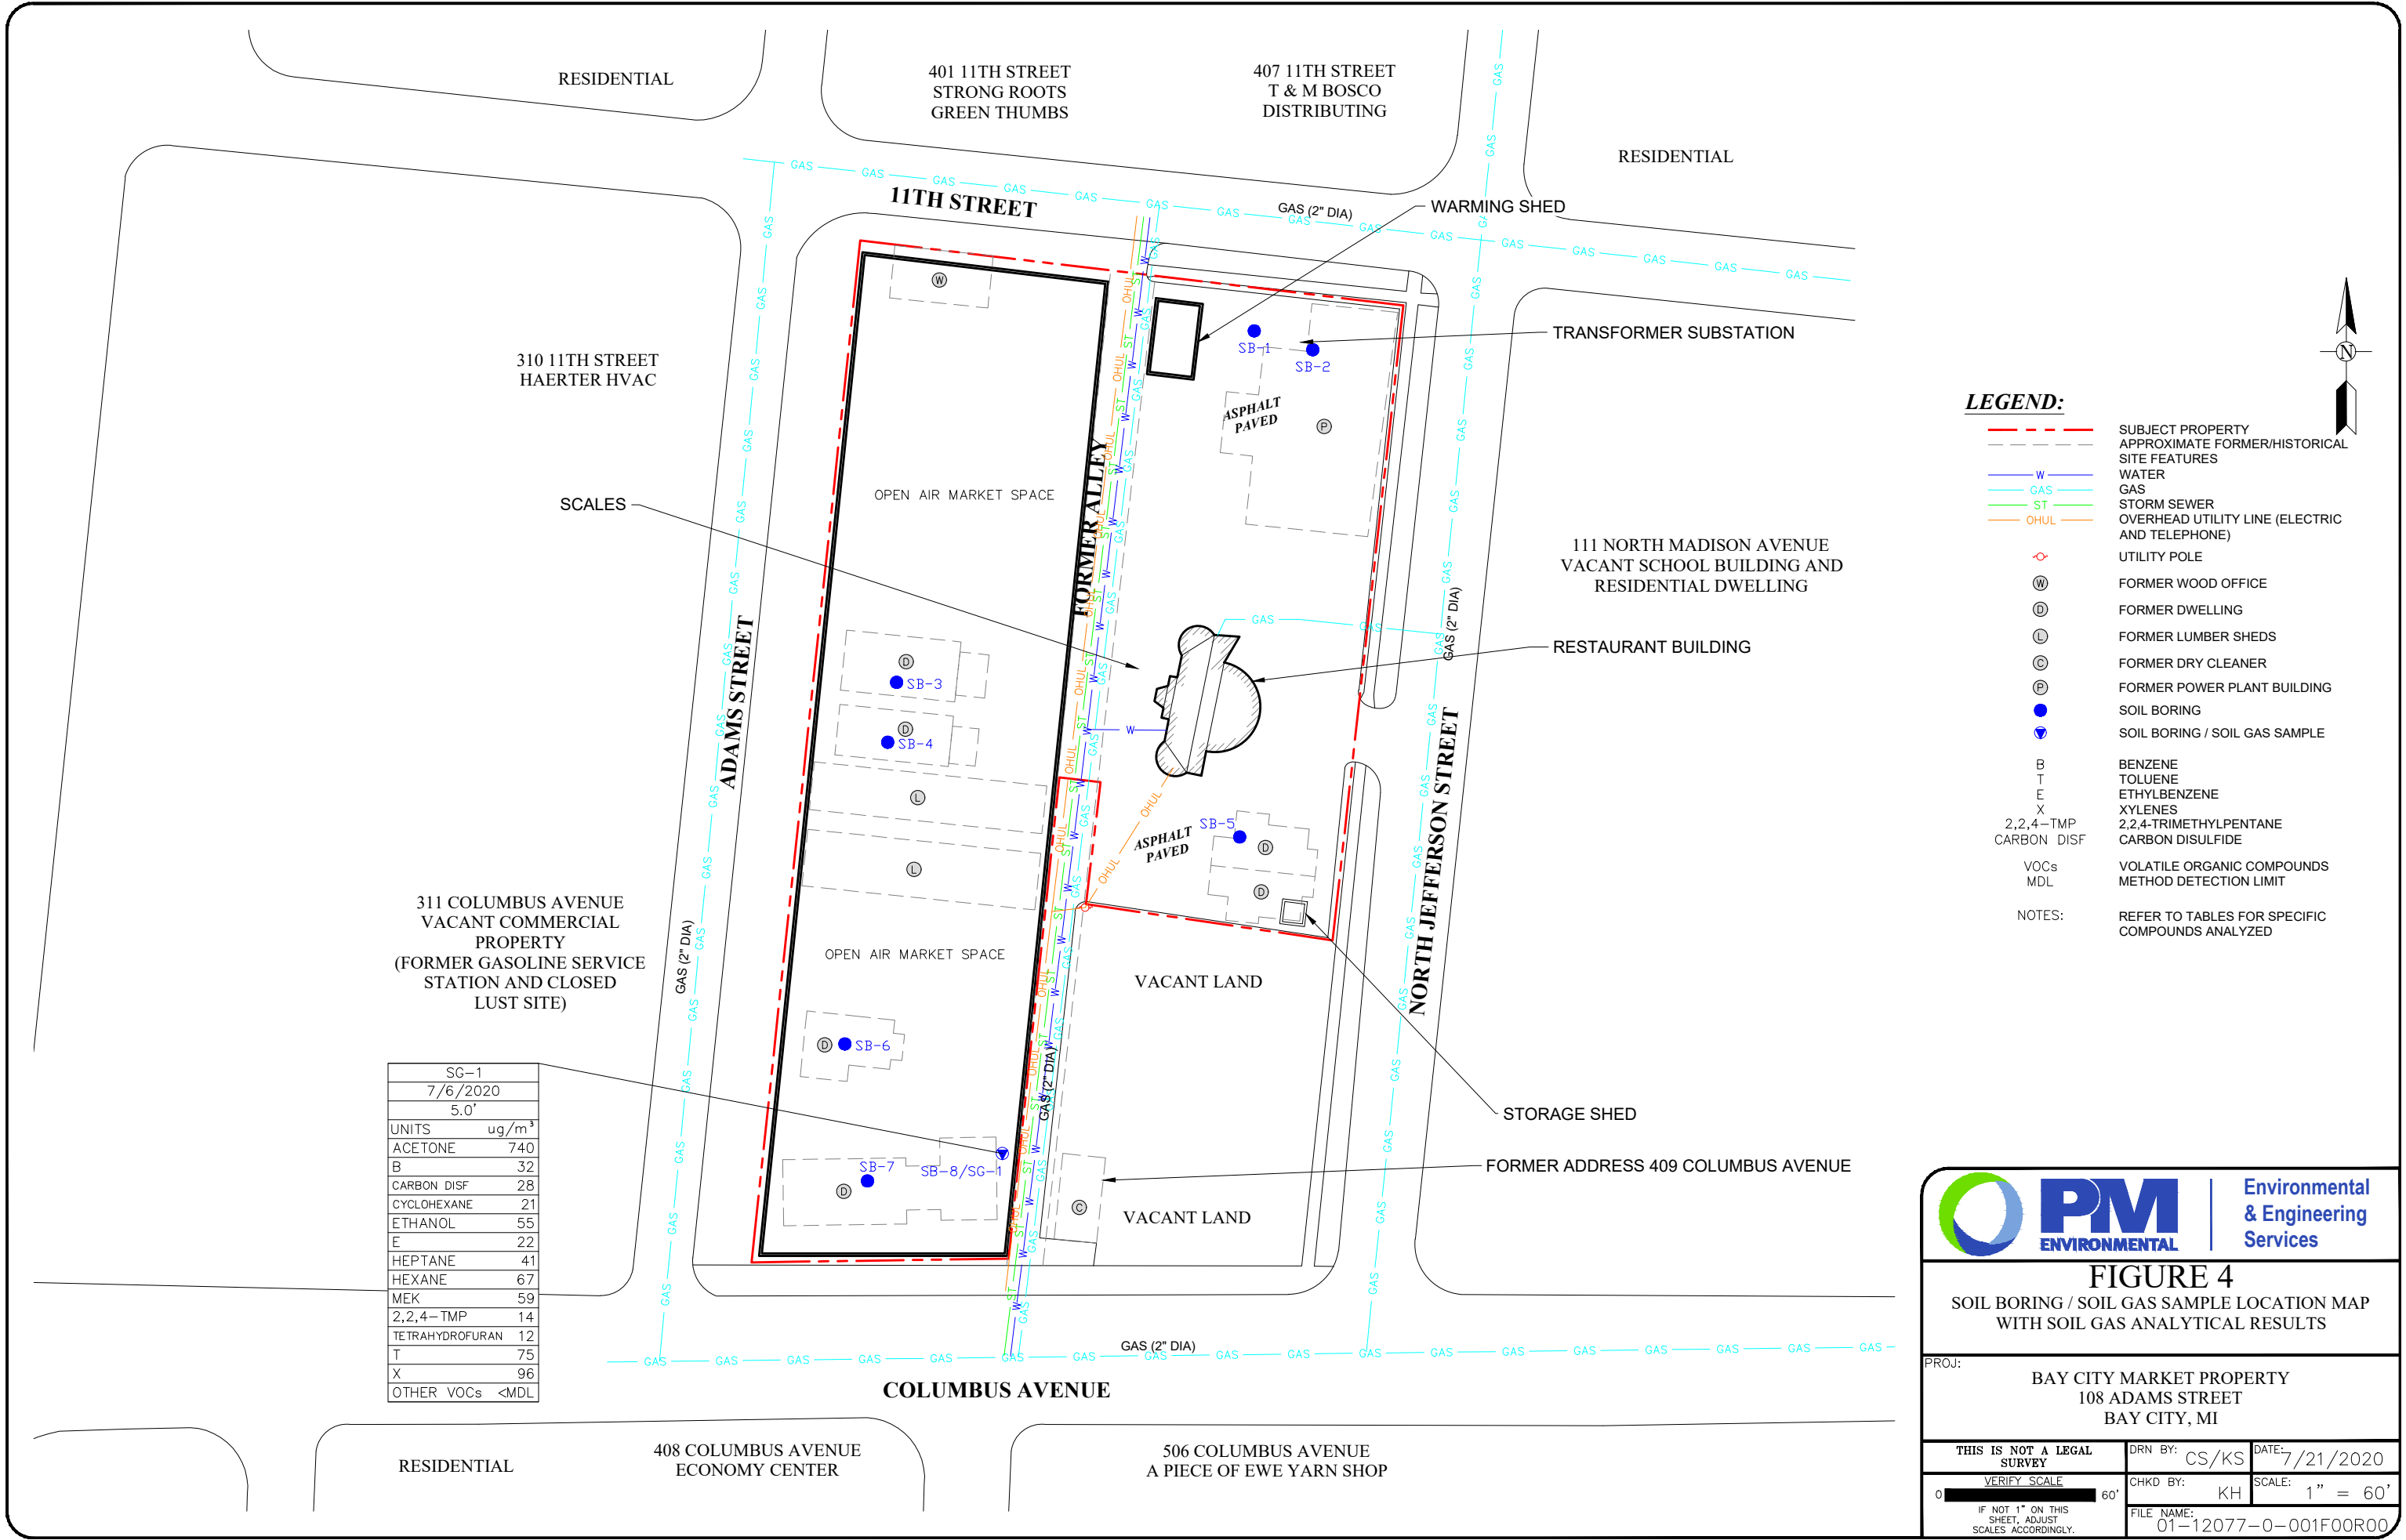 RESIDENTIAL
401 11TH STREET
STRONG ROOTS
GREEN THUMBS
407 11TH STREET
T & M BOSCO
DISTRIBUTING
RESIDENTIAL
11TH STREET
GAS (2" DIA)
WARMING SHED
TRANSFORMER SUBSTATION
SB-1
SB-2
W
ASPHALT
PAVED
P
310 11TH STREET
HAERTER HVAC
SCALES
OPEN AIR MARKET SPACE
FORMER ALLEY
111 NORTH MADISON AVENUE
VACANT SCHOOL BUILDING AND
RESIDENTIAL DWELLING
GAS (2" DIA)
RESTAURANT BUILDING
ADAMS STREET
D
SB-3
D
SB-4
L
L
NORTH JEFFERSON STREET
SB-5
D
D
ASPHALT
PAVED
OHUL
OHUL
GAS
GAS
W
ST
311 COLUMBUS AVENUE
VACANT COMMERCIAL
PROPERTY
(FORMER GASOLINE SERVICE
STATION AND CLOSED
LUST SITE)
GAS (2" DIA)
OPEN AIR MARKET SPACE
VACANT LAND
D
SB-6
GAS (2" DIA)
STORAGE SHED
SB-7
SB-8/SG-1
D
C
FORMER ADDRESS 409 COLUMBUS AVENUE
VACANT LAND
GAS (2" DIA)
COLUMBUS AVENUE
RESIDENTIAL
408 COLUMBUS AVENUE
ECONOMY CENTER
506 COLUMBUS AVENUE
A PIECE OF EWE YARN SHOP
SG-1
7/6/2020
5.0'
UNITS ug/m³
ACETONE 740
B 32
CARBON DISF 28
CYCLOHEXANE 21
ETHANOL 55
E 22
HEPTANE 41
HEXANE 67
MEK 59
2,2,4-TMP 14
TETRAHYDROFURAN 12
T 75
X 96
OTHER VOCs <MDL
N
LEGEND:
SUBJECT PROPERTY
APPROXIMATE FORMER/HISTORICAL
SITE FEATURES
W WATER
GAS GAS
ST STORM SEWER
OHUL OVERHEAD UTILITY LINE (ELECTRIC
AND TELEPHONE)
UTILITY POLE
W FORMER WOOD OFFICE
D FORMER DWELLING
L FORMER LUMBER SHEDS
C FORMER DRY CLEANER
P FORMER POWER PLANT BUILDING
SOIL BORING
SOIL BORING / SOIL GAS SAMPLE
B BENZENE
T TOLUENE
E ETHYLBENZENE
X XYLENES
2,2,4-TMP 2,2,4-TRIMETHYLPENTANE
CARBON DISF CARBON DISULFIDE
VOCs VOLATILE ORGANIC COMPOUNDS
MDL METHOD DETECTION LIMIT
NOTES: REFER TO TABLES FOR SPECIFIC
COMPOUNDS ANALYZED
PM
ENVIRONMENTAL
Environmental
& Engineering
Services
FIGURE 4
SOIL BORING / SOIL GAS SAMPLE LOCATION MAP
WITH SOIL GAS ANALYTICAL RESULTS
PROJ:
BAY CITY MARKET PROPERTY
108 ADAMS STREET
BAY CITY, MI
THIS IS NOT A LEGAL
SURVEY
DRN BY: CS/KS
DATE: 7/21/2020
VERIFY SCALE
0 60'
IF NOT 1" ON THIS
SHEET, ADJUST
SCALES ACCORDINGLY.
CHKD BY: KH
SCALE: 1" = 60'
FILE NAME:
01-12077-0-001F00R00